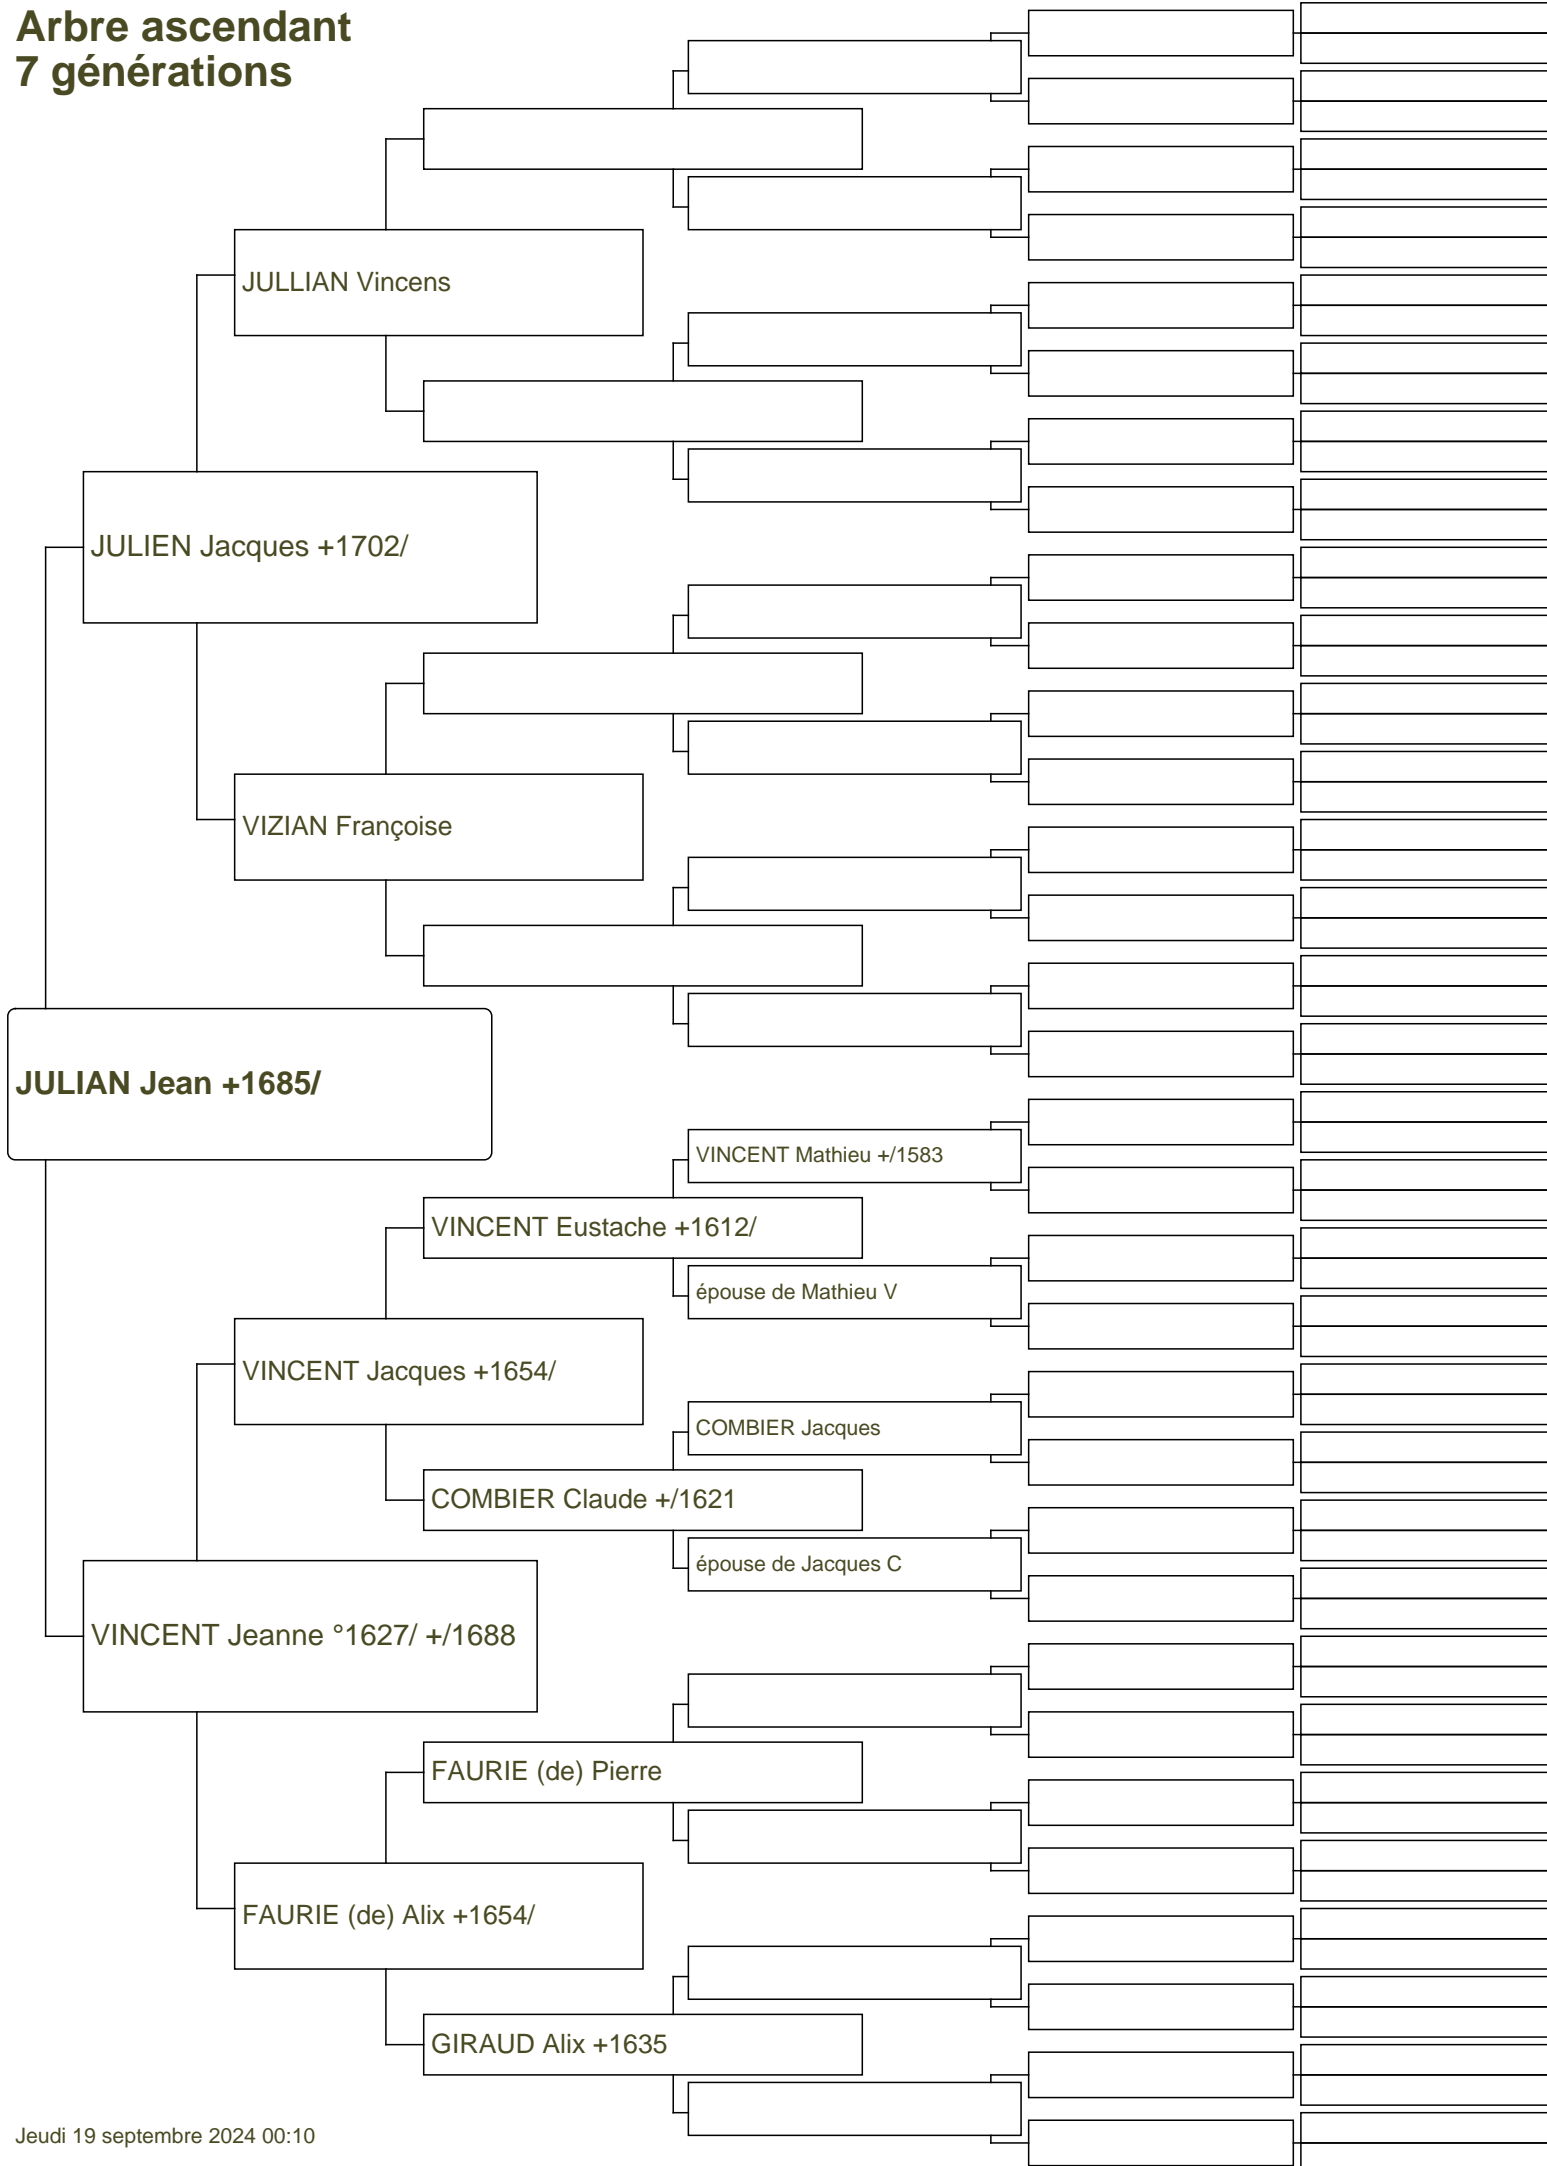 Arbre ascendant
7 générations
JULLIAN Vincens
JULIEN Jacques +1702/
VIZIAN Françoise
JULIAN Jean +1685/
VINCENT Mathieu +/1583
VINCENT Eustache +1612/
épouse de Mathieu V
VINCENT Jacques +1654/
COMBIER Jacques
COMBIER Claude +/1621
épouse de Jacques C
VINCENT Jeanne °1627/ +/1688
FAURIE (de) Pierre
FAURIE (de) Alix +1654/
GIRAUD Alix +1635
Jeudi 19 septembre 2024 00:10